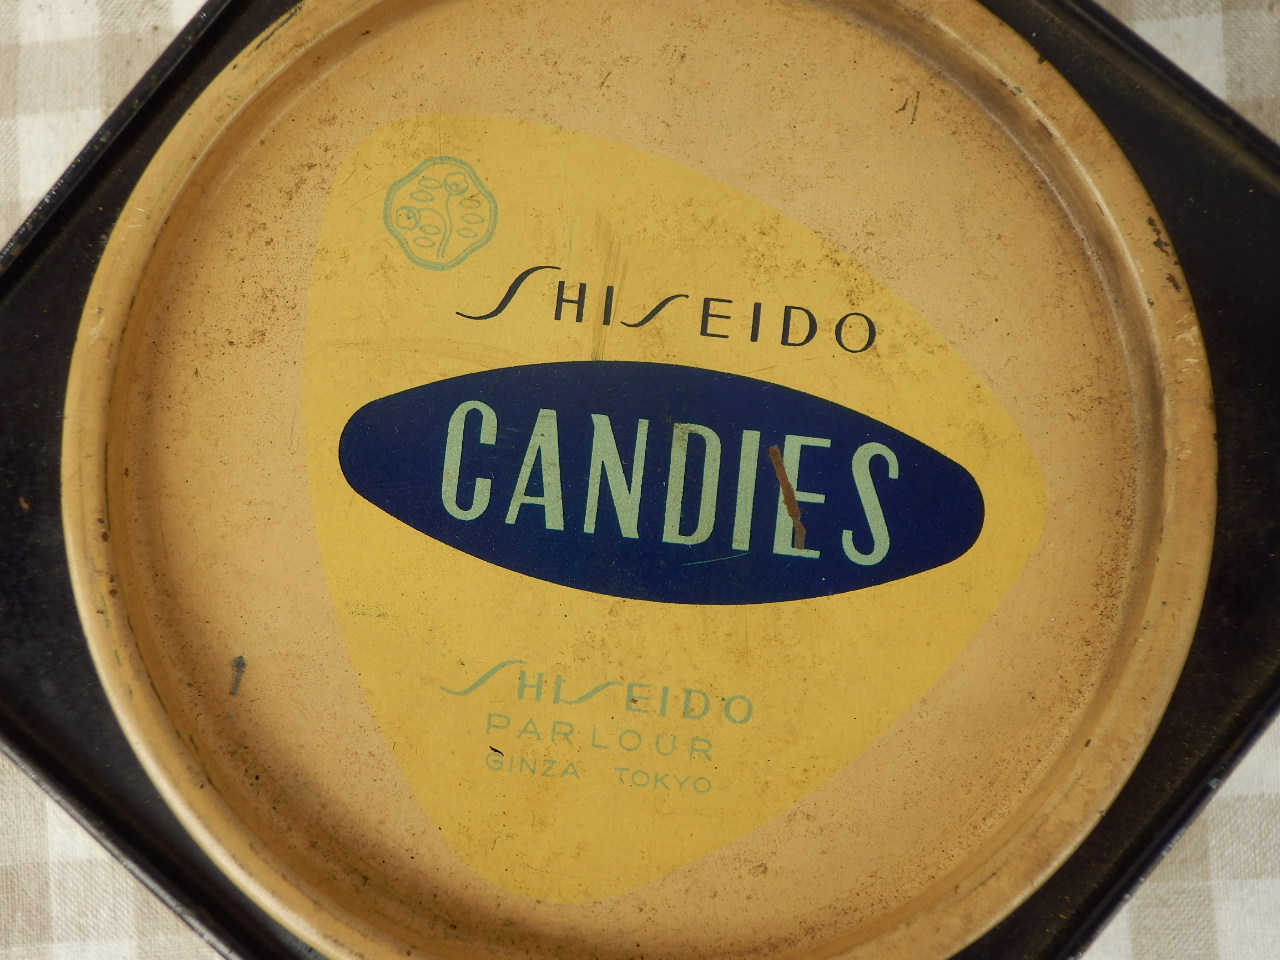 SHISEIDO
CANDIES
SHISEIDO
PARLOUR
GINZA TOKYO